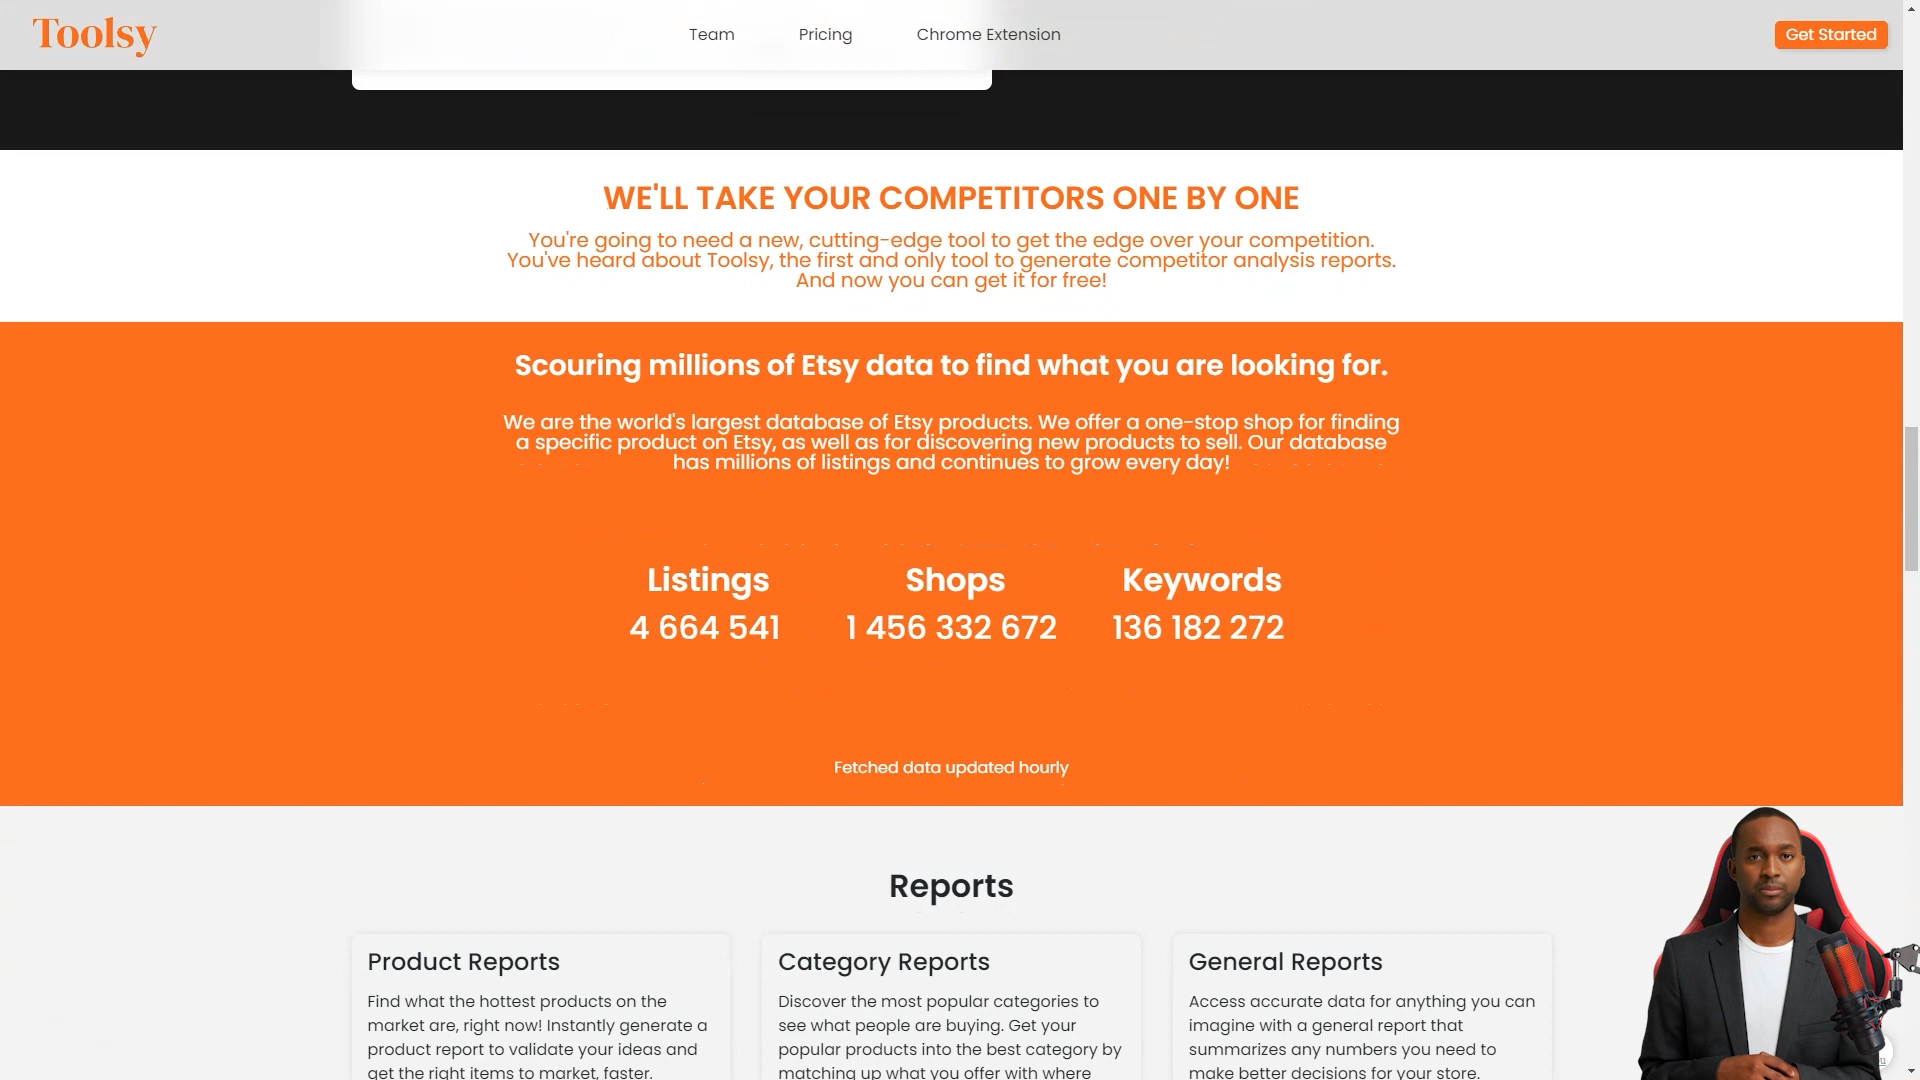 Toolsy
Team
Pricing
Chrome Extension
Get Started
WE'LL TAKE YOUR COMPETITORS ONE BY ONE
You're going to need a new, cutting-edge tool to get the edge over your competition.
You've heard about Toolsy, the first and only tool to generate competitor analysis reports.
And now you can get it for free!
Scouring millions of Etsy data to find what you are looking for.
We are the world's largest database of Etsy products. We offer a one-stop shop for finding
a specific product on Etsy, as well as for discovering new products to sell. Our database
has millions of listings and continues to grow every day!
Listings
4 664 541
Shops
1 456 332 672
Keywords
136 182 272
Fetched data updated hourly
Reports
Product Reports
Find what the hottest products on the
market are, right now! Instantly generate a
product report to validate your ideas and
get the right items to market, faster.
Category Reports
Discover the most popular categories to
see what people are buying. Get your
popular products into the best category by
matching up what you offer with where
General Reports
Access accurate data for anything you can
imagine with a general report that
summarizes any numbers you need to
make better decisions for your store.